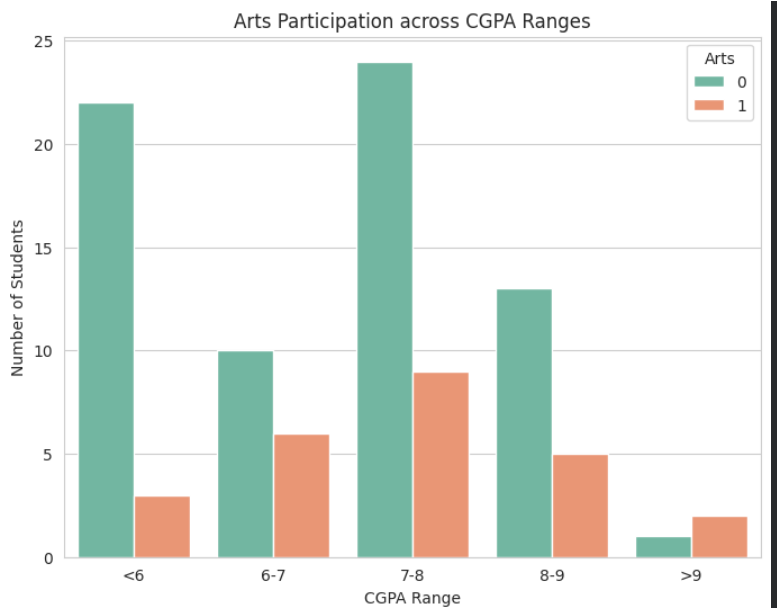 Arts Participation across CGPA Ranges
Arts
0
1
Number of Students
25
20
15
10
5
0
<6 6-7 7-8 8-9 >9
CGPA Range